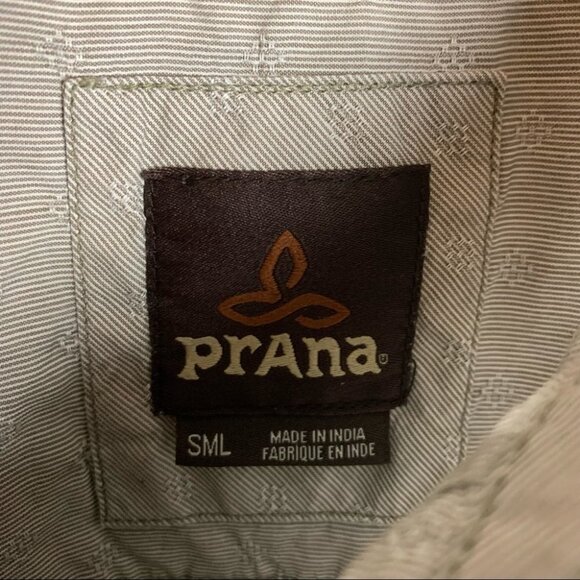 prAna®
SML
MADE IN INDIA
FABRIQUE EN INDE